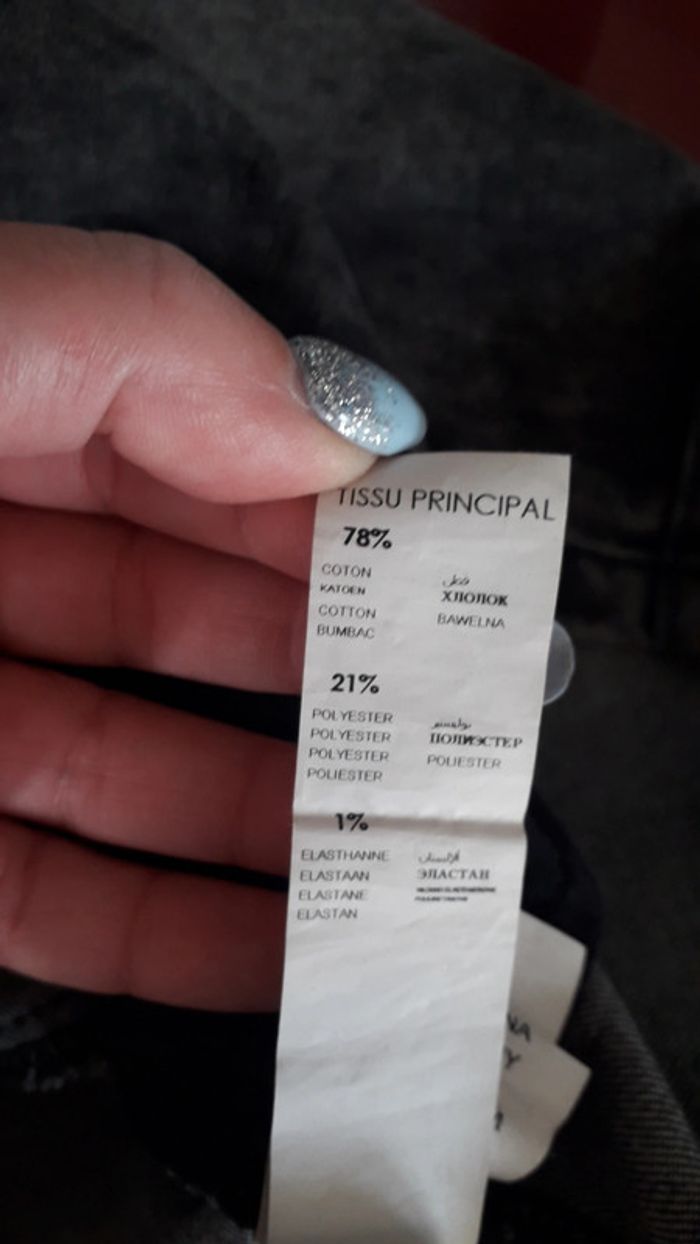 TISSU PRINCIPAL
78%
COTON
KATOEN
COTTON
BUMBAC
قطن
ХЛОПОК
BAWELNA
21%
POLYESTER
POLYESTER
POLYESTER
POLIESTER
بوليستر
ПОЛИЭСТЕР
POLIESTER
1%
ELASTHANNE
ELASTAAN
ELASTANE
ELASTAN
ЭЛАСТАН